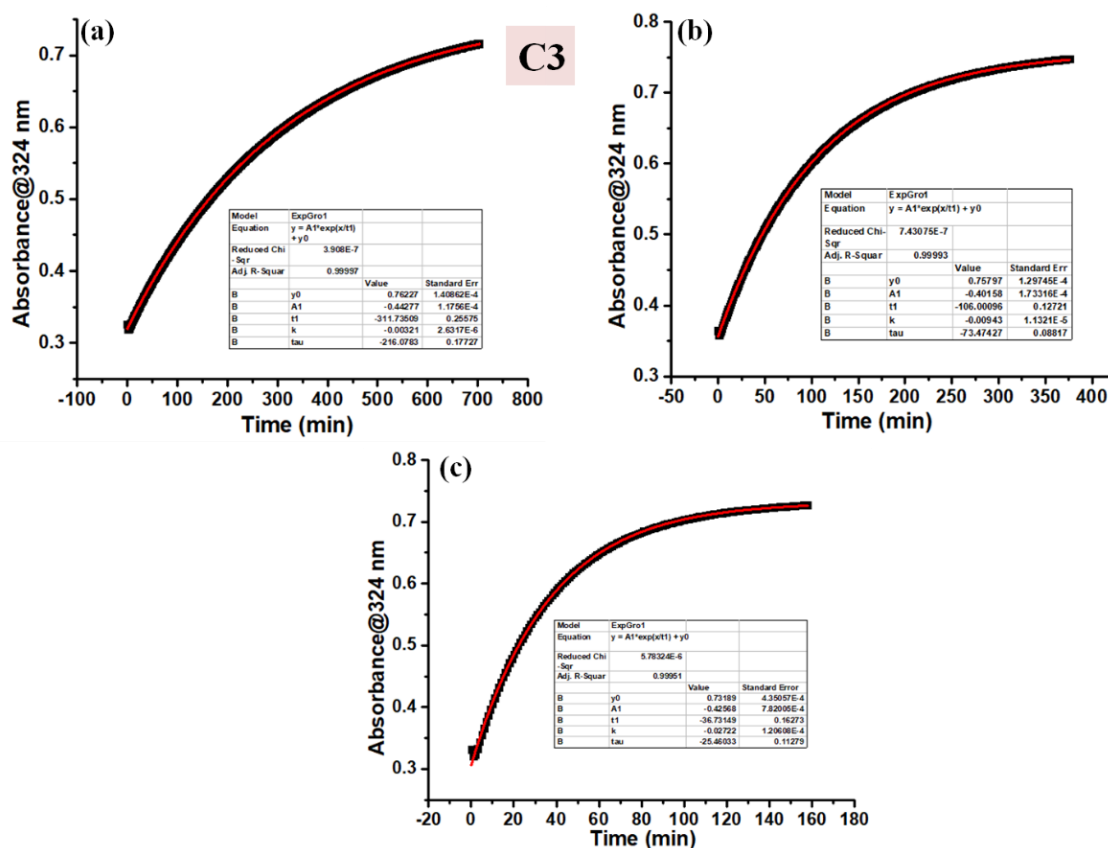 (a)
C3
Absorbance@324 nm
0.7
0.6
0.5
0.4
0.3
-100 0 100 200 300 400 500 600 700 800
Time (min)
Model ExpGro1
Equation y = A1*exp(x/t1) + y0
Reduced Chi-Sqr 3.908E-7
Adj. R-Squar 0.99997
Value Standard Err
B y0 0.76227 1.40862E-4
B A1 -0.44277 1.1756E-4
B t1 -311.73509 0.25575
B k -0.00321 2.6317E-6
B tau -216.0783 0.17727
(b)
Absorbance@324 nm
0.8
0.7
0.6
0.5
0.4
0.3
-50 0 50 100 150 200 250 300 350 400
Time (min)
Model ExpGro1
Equation y = A1*exp(x/t1) + y0
Reduced Chi-Sqr 7.43075E-7
Adj. R-Squar 0.99993
Value Standard Err
B y0 0.75797 1.29745E-4
B A1 -0.40158 1.73316E-4
B t1 -106.00096 0.12721
B k -0.00943 1.1321E-5
B tau -73.47427 0.08817
(c)
Absorbance@324 nm
0.8
0.7
0.6
0.5
0.4
0.3
-20 0 20 40 60 80 100 120 140 160 180
Time (min)
Model ExpGro1
Equation y = A1*exp(x/t1) + y0
Reduced Chi-Sqr 5.78324E-6
Adj. R-Squar 0.99951
Value Standard Error
B y0 0.73189 4.35057E-4
B A1 -0.42568 7.82005E-4
B t1 -36.73149 0.16273
B k -0.02722 1.20608E-4
B tau -25.46033 0.11279